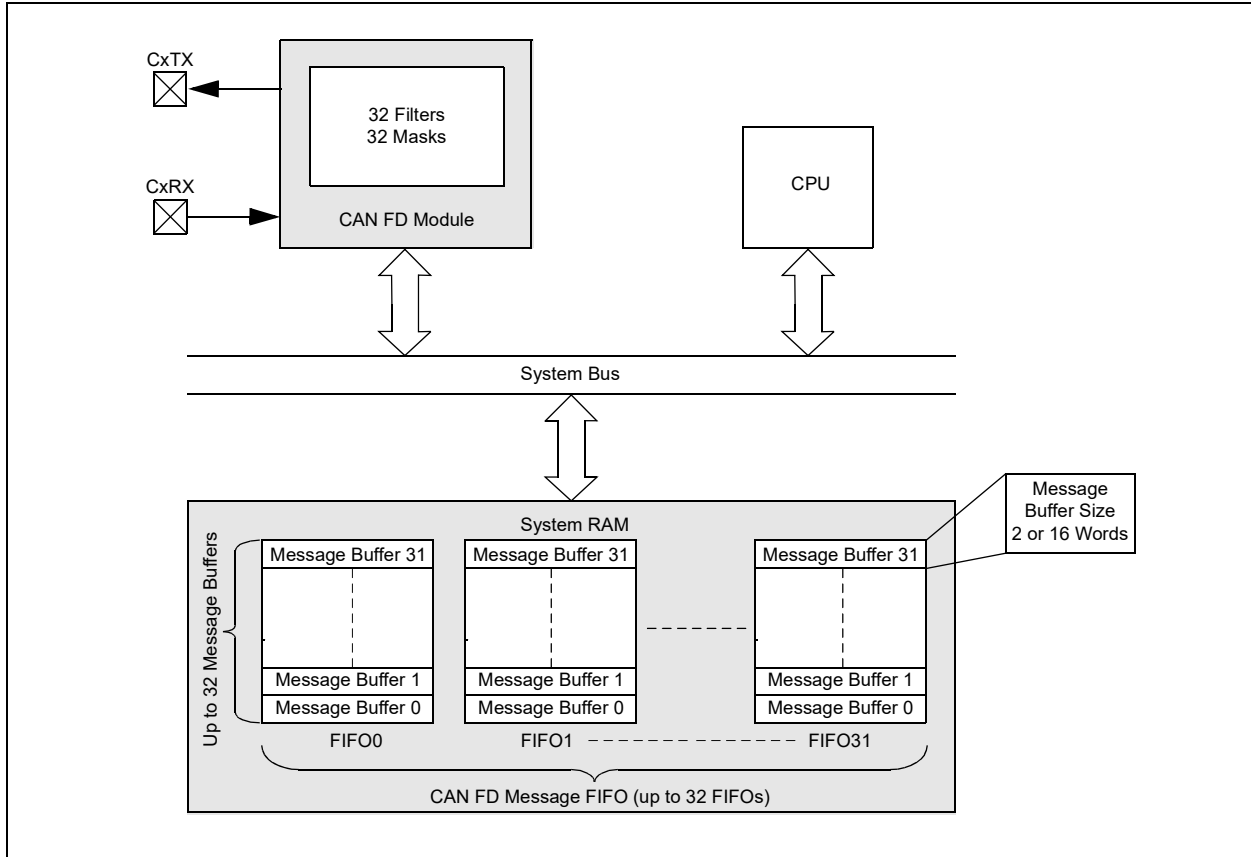 CxTX
32 Filters
32 Masks
CxRX
CAN FD Module
CPU
System Bus
System RAM
Message
Buffer Size
2 or 16 Words
Up to 32 Message Buffers
Message Buffer 31
Message Buffer 1
Message Buffer 0
FIFO0
Message Buffer 31
Message Buffer 1
Message Buffer 0
FIFO1
Message Buffer 31
Message Buffer 1
Message Buffer 0
FIFO31
CAN FD Message FIFO (up to 32 FIFOs)